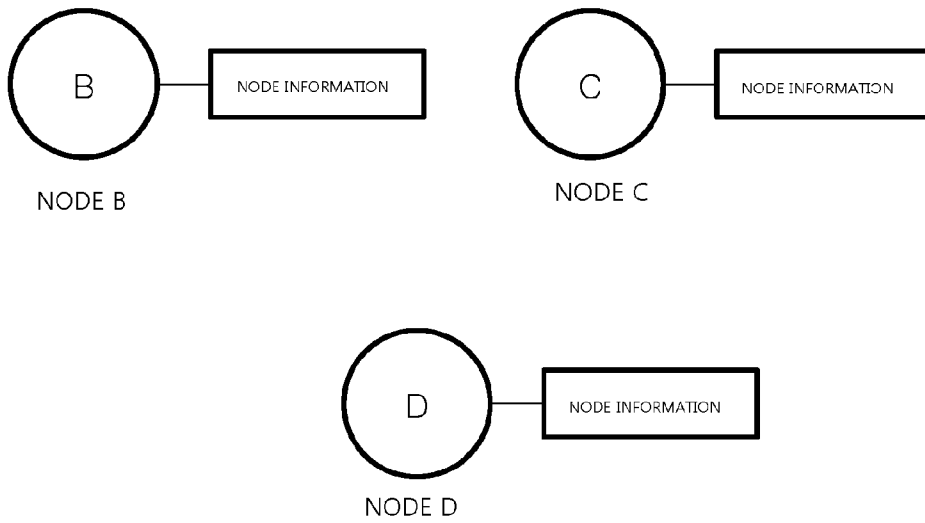 B
NODE INFORMATION
C
NODE INFORMATION
NODE B
NODE C
D
NODE INFORMATION
NODE D